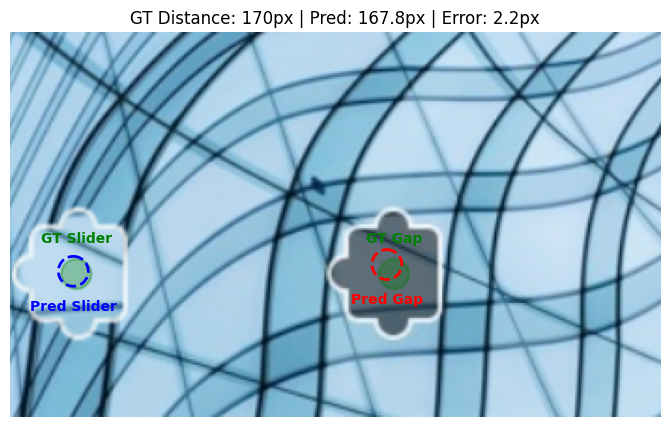 GT Distance: 170px | Pred: 167.8px | Error: 2.2px
GT Slider
GT Gap
Pred Slider
Pred Gap